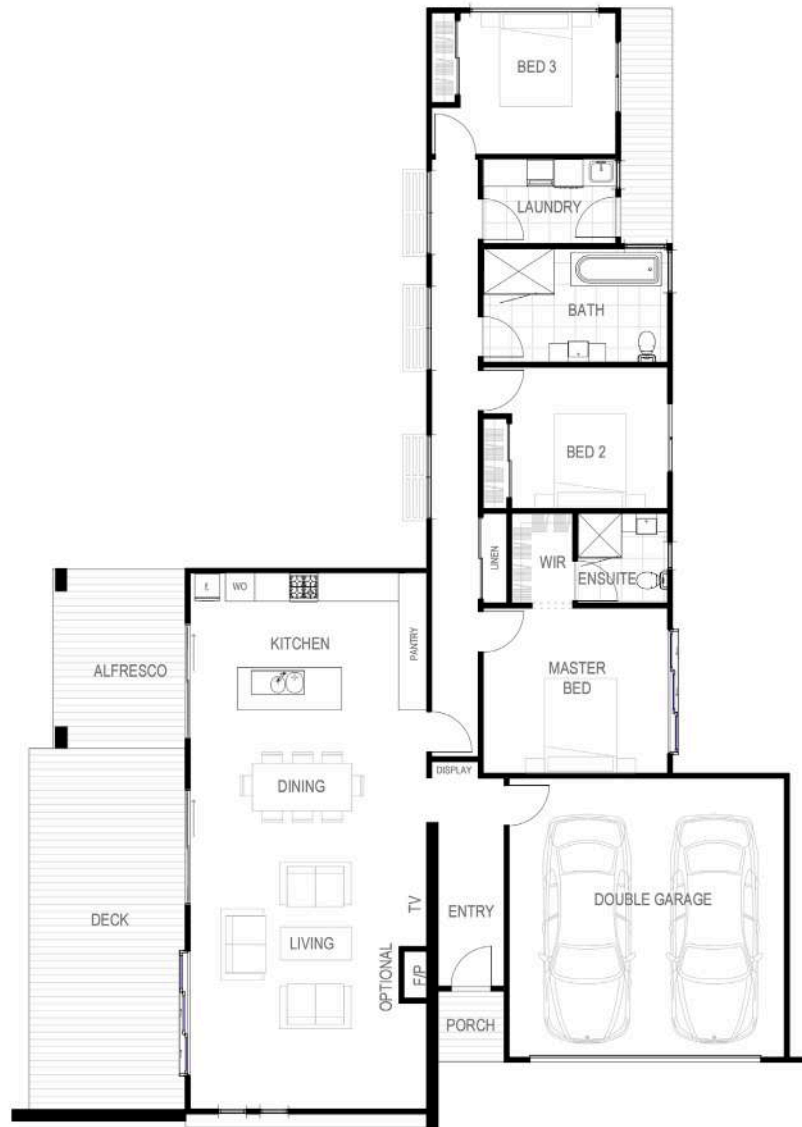 BED 3
LAUNDRY
BATH
BED 2
LINEN
WIR
ENSUITE
WO
KITCHEN
PANTRY
ALFRESCO
MASTER
BED
DISPLAY
DINING
DECK
TV
ENTRY
DOUBLE GARAGE
LIVING
OPTIONAL
F/P
PORCH